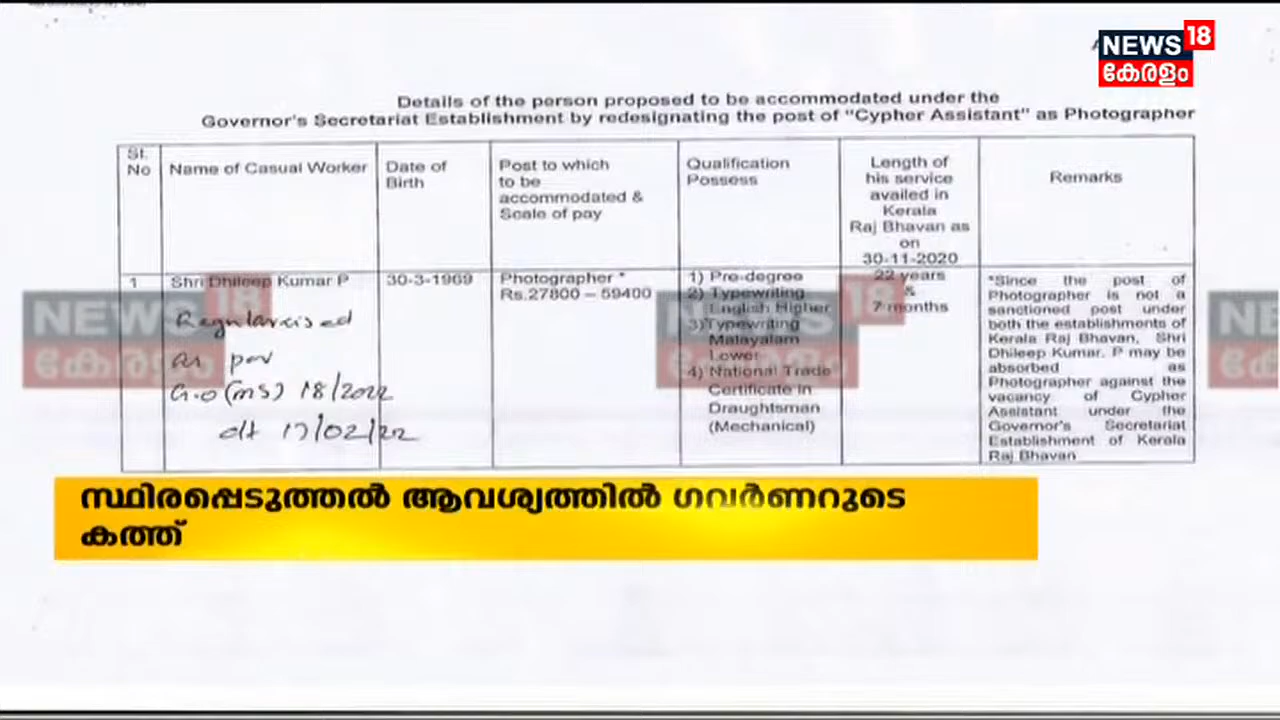 NEWS 18
കേരളം
Details of the person proposed to be accommodated under the
Governor's Secretariat Establishment by redesignating the post of "Cypher Assistant" as Photographer
Sl. No
Name of Casual Worker
Date of
Birth
Post to which
to be
accommodated &
Scale of pay
Qualification
Possess
Length of
his service
availed in
Kerala
Raj Bhavan as
on
30-11-2020
Remarks
1
Shri Dhileep Kumar P
Regularised
as per
G.O (MS) 18/2022
dt 17/02/22
30-3-1969
Photographer *
Rs.27800 – 59400
1) Pre-degree
2) Typewriting
English Higher
3)Typewriting
Malayalam
Lower
4) National Trade
Certificate in
Draughtsman
(Mechanical)
22 years
&
7 months
*Since the post of
Photographer is not a
sanctioned post under
both the establishments of
Kerala Raj Bhavan, Shri
Dhileep Kumar. P may be
absorbed as
Photographer against the
vacancy of Cypher
Assistant under the
Governor's Secretariat
Establishment of Kerala
Raj Bhavan
NEWS 18
കേരളം
NEWS 18
കേരളം
NE
കേ
സ്ഥിരപ്പെടുത്തൽ ആവശ്യത്തിൽ ഗവർണറുടെ
കത്ത്